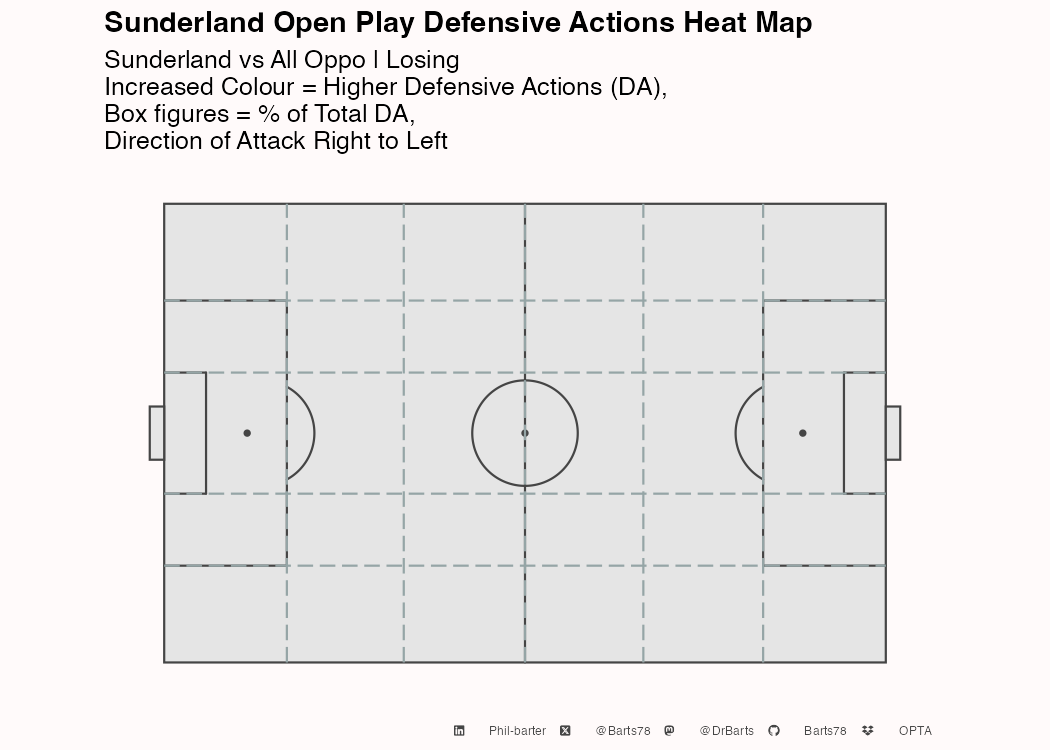 Sunderland Open Play Defensive Actions Heat Map
Sunderland vs All Oppo | Losing
Increased Colour = Higher Defensive Actions (DA),
Box figures = % of Total DA,
Direction of Attack Right to Left
Phil-barter @Barts78 @DrBarts Barts78 OPTA